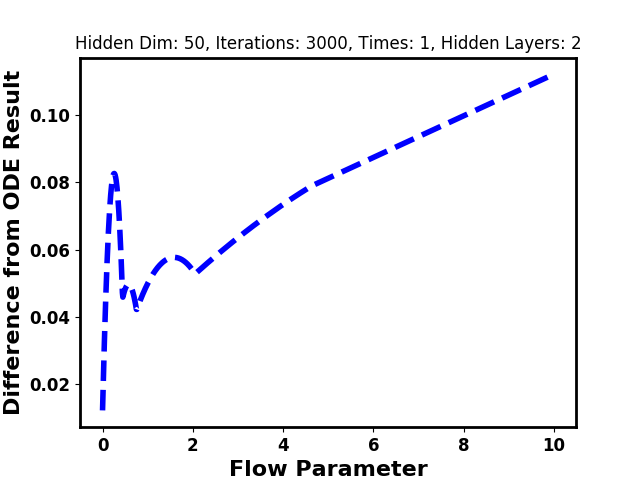 Hidden Dim: 50, Iterations: 3000, Times: 1, Hidden Layers: 2
Difference from ODE Result
0.10
0.08
0.06
0.04
0.02
0 2 4 6 8 10
Flow Parameter